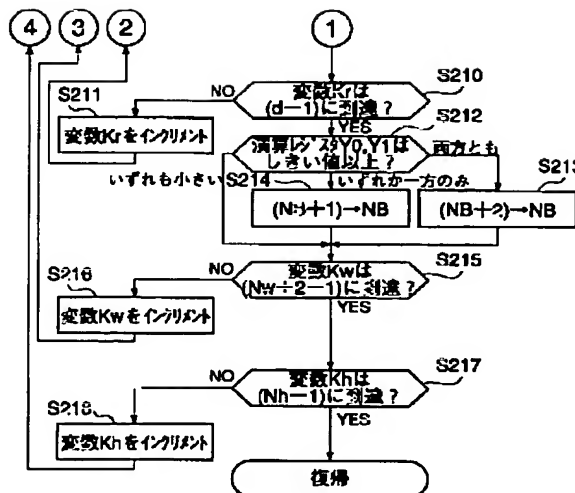 4
3
2
1
S210
変数Krは
(d−1)に到達?
NO
YES
S211
変数Krをインクリメント
S212
演算レジスタY0,Y1は
しきい値以上?
両方とも
いずれも小さい
いずれか一方のみ
S214
(NB+1)→NB
S213
(NB+2)→NB
S215
変数Kwは
(Nw÷2−1)に到達?
NO
YES
S216
変数Kwをインクリメント
S217
変数Khは
(Nh−1)に到達?
NO
YES
S218
変数Khをインクリメント
復帰